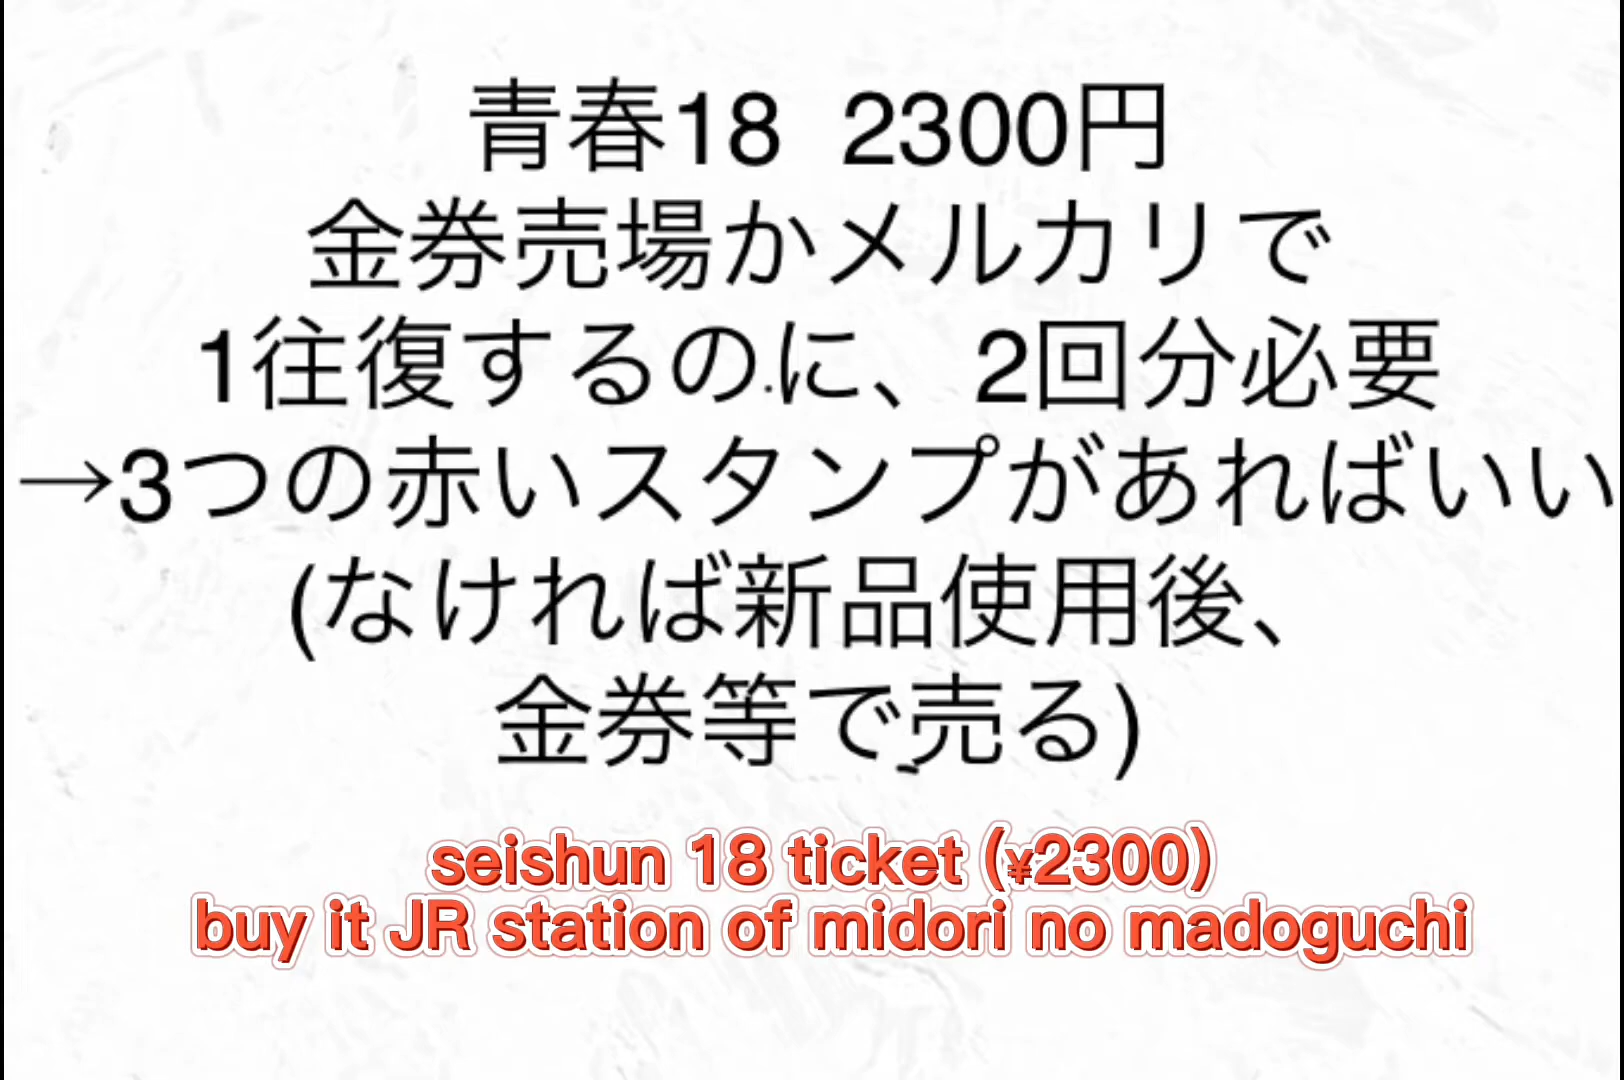 青春18 2300円
金券売場かメルカリで
1往復するのに、2回分必要
→3つの赤いスタンプがあればいい
(なければ新品使用後、
金券等で売る)
seishun 18 ticket (¥2300)
buy it JR station of midori no madoguchi